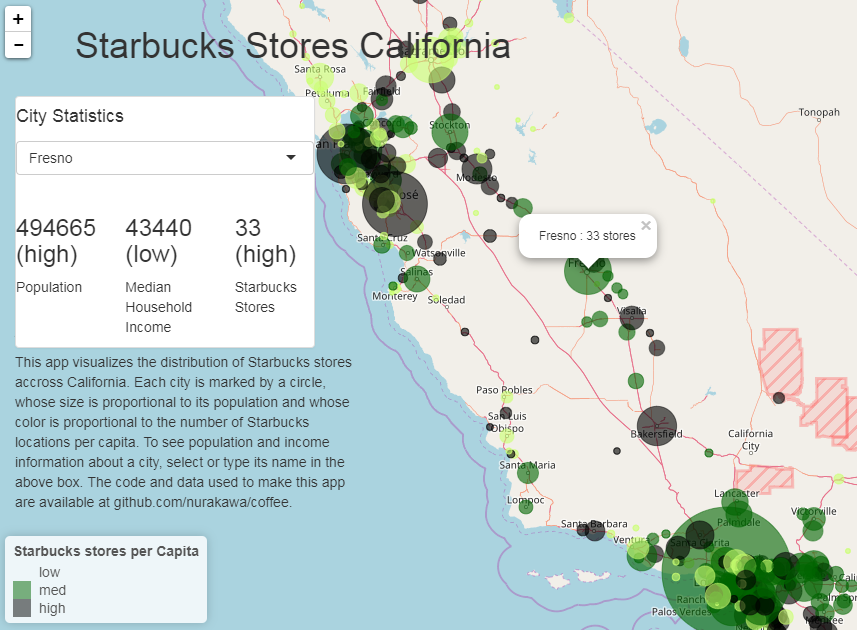 +
−
Starbucks Stores California
Santa Rosa
Petaluma
Fairfield
Tonopah
City Statistics
Stockton
Fresno
Modesto
494665
(high)
Population
43440
(low)
Median
Household
Income
33
(high)
Starbucks
Stores
Santa Cruz
Watsonville
Salinas
Monterey
Soledad
Fresno : 33 stores
×
Visalia
This app visualizes the distribution of Starbucks stores
accross California. Each city is marked by a circle,
whose size is proportional to its population and whose
color is proportional to the number of Starbucks
locations per capita. To see population and income
information about a city, select or type its name in the
above box. The code and data used to make this app
are available at github.com/nurakawa/coffee.
Paso Robles
San Luis
Obispo
Bakersfield
California
City
Santa Maria
Lompoc
Lancaster
Palmdale
Victorville
Santa Barbara
Ventura
Santa Clarita
Palos Verdes
Starbucks stores per Capita
low
med
high